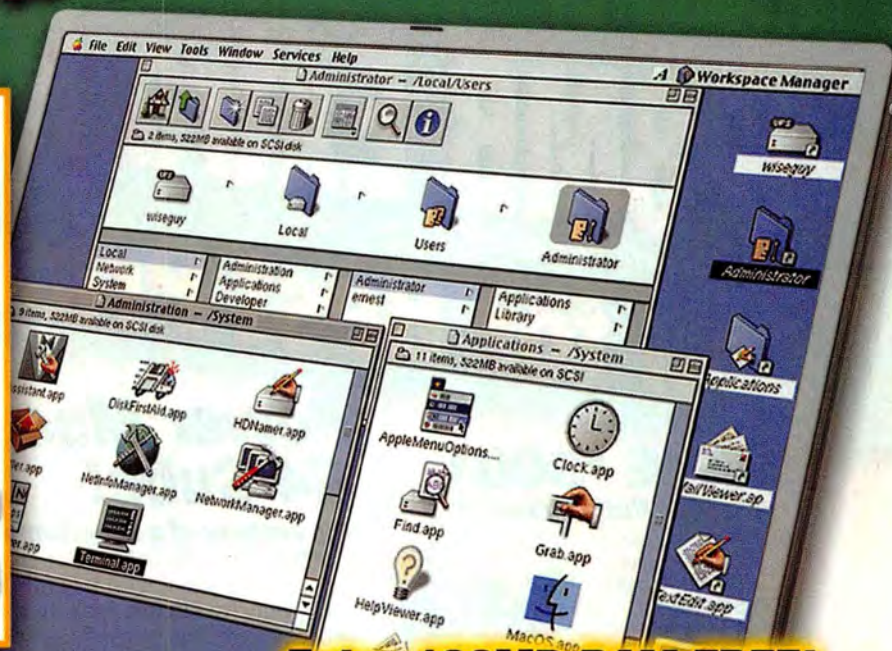 File Edit View Tools Window Services Help
Workspace Manager
Administrator – /Local/Users
2 items, 522MB available on SCSI disk
wiseguy
Local
Users
Administrator
Local
Network
System
Administration
Applications
Developer
Administrator
ernest
Applications
Library
Administration – /System
9 items, 522MB available on SCSI disk
DiskFirstAid.app
HDNamer.app
NetInfoManager.app
NetworkManager.app
Terminal.app
Applications – /System
11 items, 522MB available on SCSI
AppleMenuOptions....
Clock.app
Find.app
Grab.app
HelpViewer.app
MacOS.app
wiseguy
Administrator
Applications
TextEdit.app